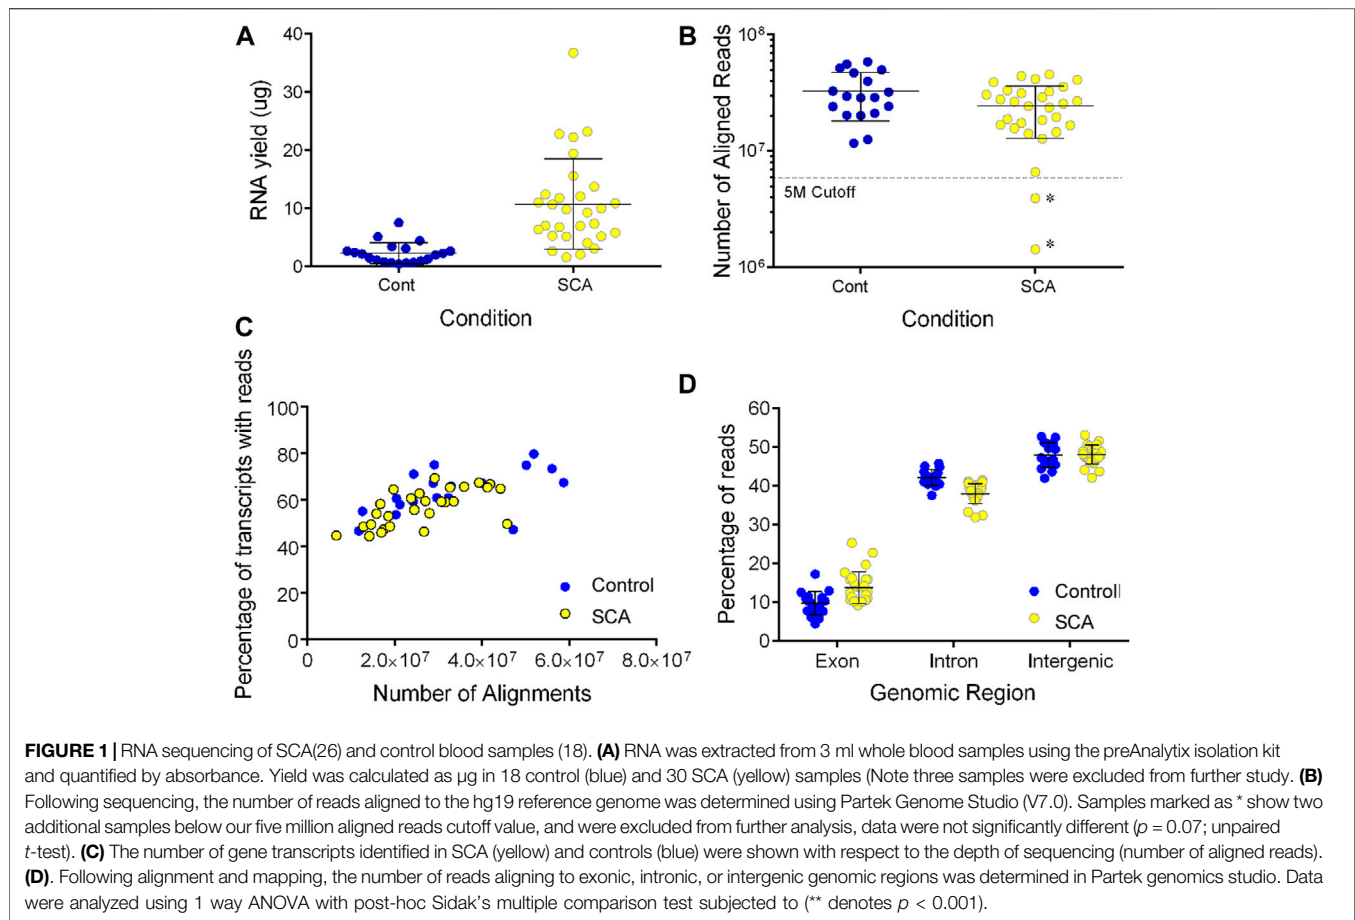 A
RNA yield (ug)
40
30
20
10
0
Cont
SCA
Condition
B
Number of Aligned Reads
10⁸
10⁷
10⁶
5M Cutoff
*
*
Cont
SCA
Condition
C
Percentage of transcripts with reads
100
80
60
40
20
0
0
2.0×10⁷
4.0×10⁷
6.0×10⁷
8.0×10⁷
Control
SCA
Number of Alignments
D
Percentage of reads
60
50
40
30
20
10
0
Controll
SCA
Exon
Intron
Intergenic
Genomic Region
FIGURE 1 | RNA sequencing of SCA(26) and control blood samples (18). (A) RNA was extracted from 3 ml whole blood samples using the preAnalytix isolation kit
and quantified by absorbance. Yield was calculated as µg in 18 control (blue) and 30 SCA (yellow) samples (Note three samples were excluded from further study. (B)
Following sequencing, the number of reads aligned to the hg19 reference genome was determined using Partek Genome Studio (V7.0). Samples marked as * show two
additional samples below our five million aligned reads cutoff value, and were excluded from further analysis, data were not significantly different (p = 0.07; unpaired
t-test). (C) The number of gene transcripts identified in SCA (yellow) and controls (blue) were shown with respect to the depth of sequencing (number of aligned reads).
(D). Following alignment and mapping, the number of reads aligning to exonic, intronic, or intergenic genomic regions was determined in Partek genomics studio. Data
were analyzed using 1 way ANOVA with post-hoc Sidak's multiple comparison test subjected to (** denotes p < 0.001).